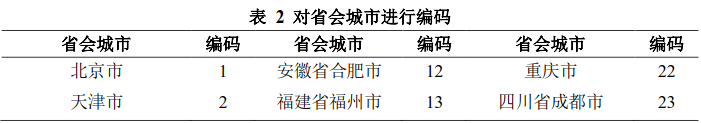 表 2 对省会城市进行编码
省会城市 编码 省会城市 编码 省会城市 编码
北京市 1 安徽省合肥市 12 重庆市 22
天津市 2 福建省福州市 13 四川省成都市 23